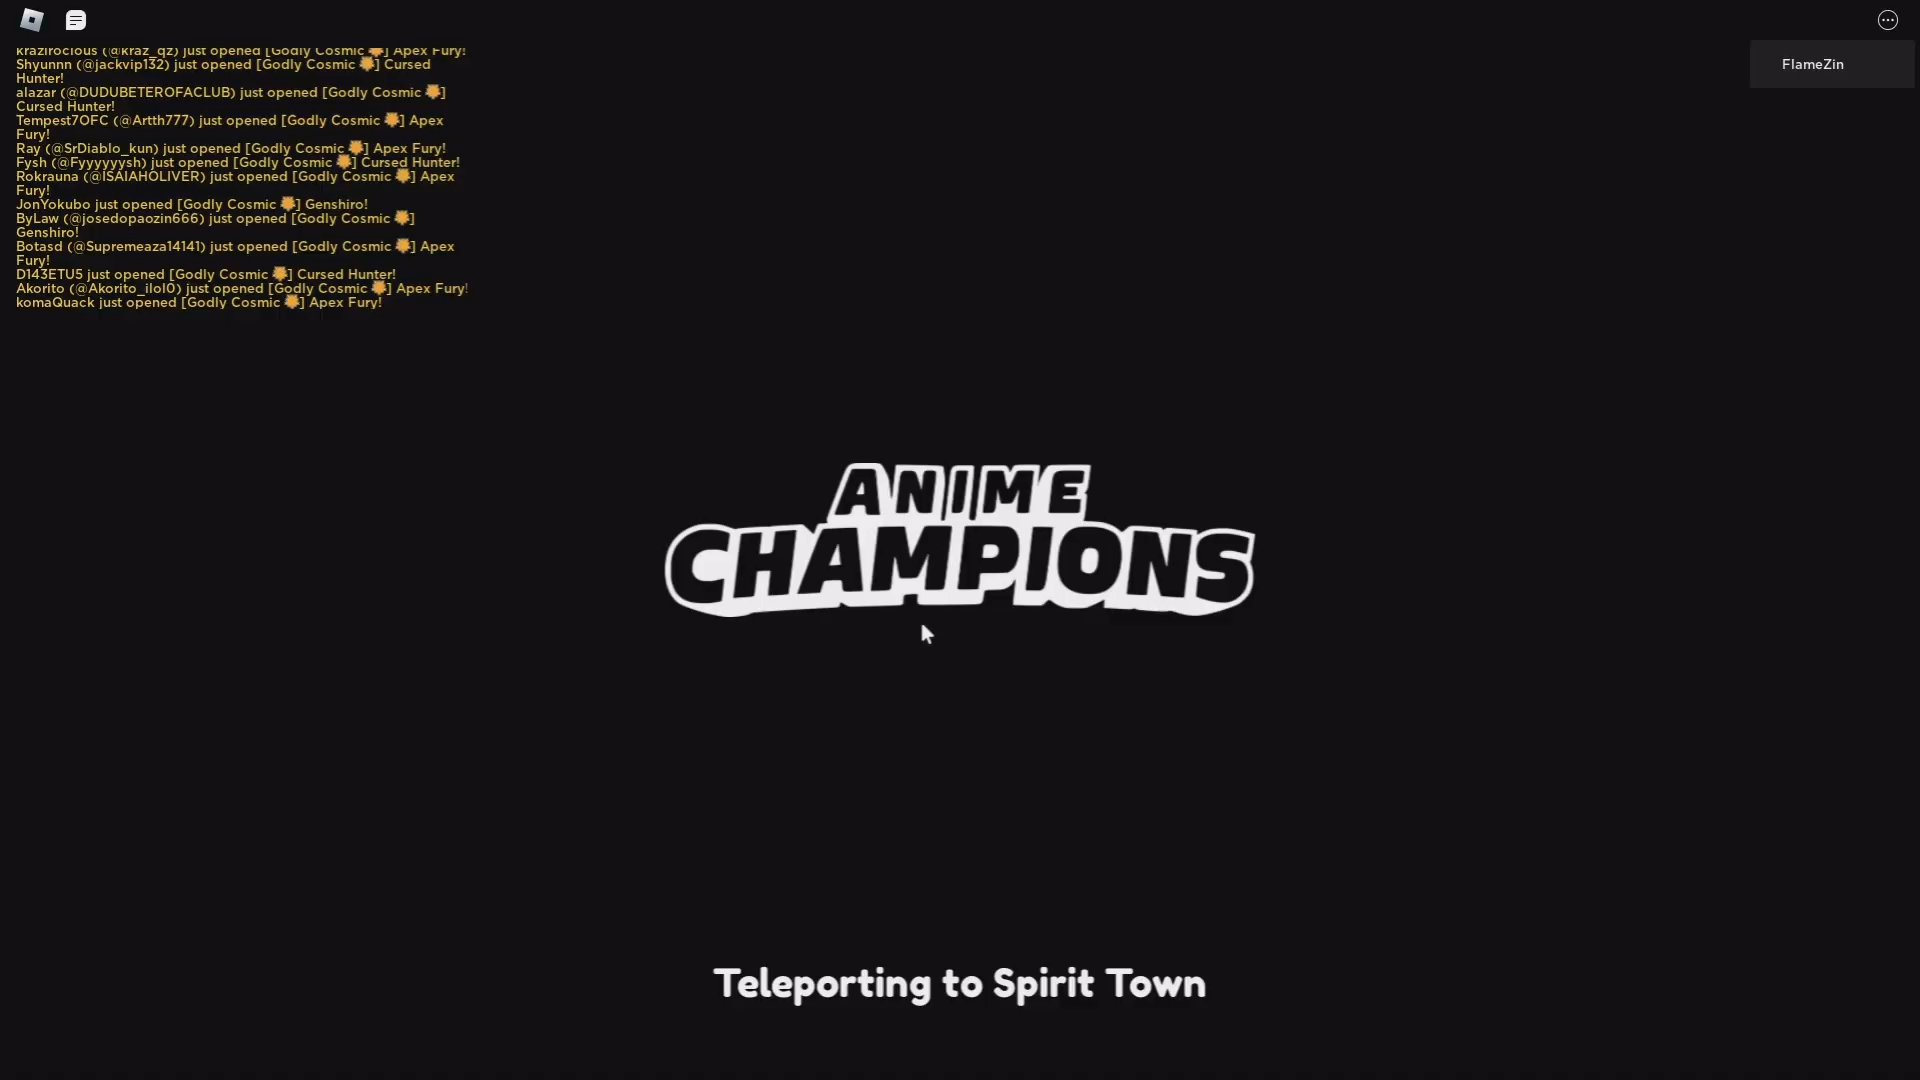 krazirocious (@kraz_qz) just opened [Godly Cosmic ] Apex Fury!
Shyunnn (@jackvip132) just opened [Godly Cosmic ] Cursed
Hunter!
alazar (@DUDUBETEROFACLUB) just opened [Godly Cosmic ]
Cursed Hunter!
Tempest7OFC (@Artth777) just opened [Godly Cosmic ] Apex
Fury!
Ray (@SrDiablo_kun) just opened [Godly Cosmic ] Apex Fury!
Fysh (@Fyyyyyysh) just opened [Godly Cosmic ] Cursed Hunter!
Rokrauna (@ISAIAHOLIVER) just opened [Godly Cosmic ] Apex
Fury!
JonYokubo just opened [Godly Cosmic ] Genshiro!
ByLaw (@josedopaozin666) just opened [Godly Cosmic ]
Genshiro!
Botasd (@Supremeaza14141) just opened [Godly Cosmic ] Apex
Fury!
D143ETU5 just opened [Godly Cosmic ] Cursed Hunter!
Akorito (@Akorito_ilol0) just opened [Godly Cosmic ] Apex Fury!
komaQuack just opened [Godly Cosmic ] Apex Fury!
FlameZin
ANIME
CHAMPIONS
Teleporting to Spirit Town